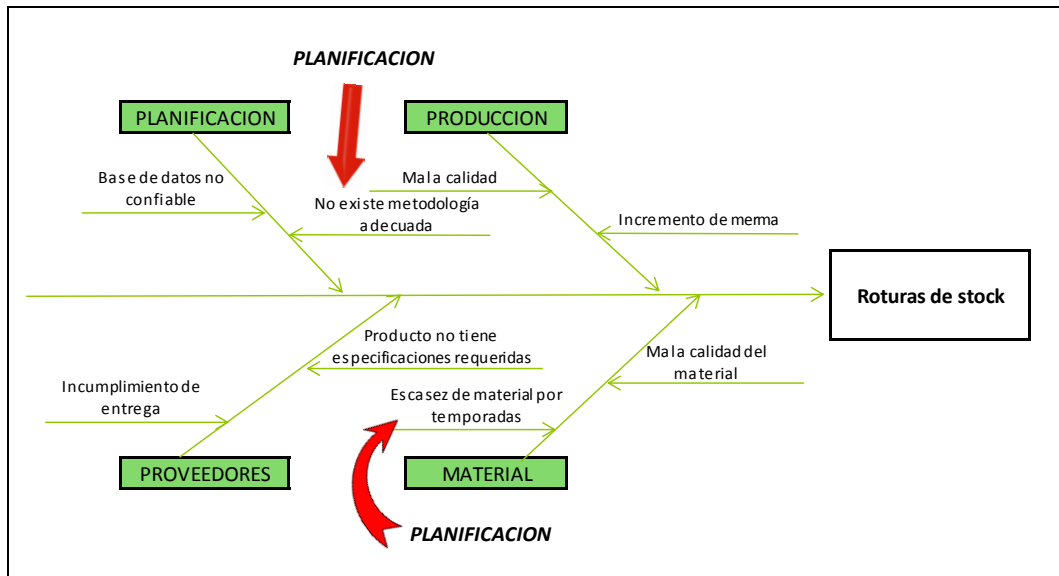 PLANIFICACION
PLANIFICACION
PRODUCCION
Base de datos no
confiable
Mala calidad
No existe metodología
adecuada
Incremento de merma
Roturas de stock
Producto no tiene
especificaciones requeridas
Mala calidad del
material
Incumplimiento de
entrega
Escasez de material por
temporadas
PROVEEDORES
MATERIAL
PLANIFICACION